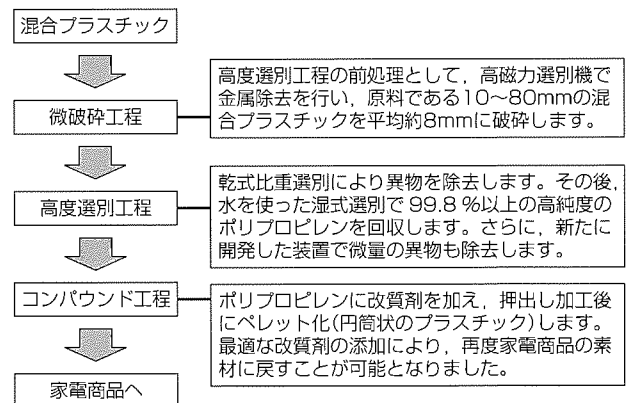 混合プラスチック
微破砕工程
高度選別工程の前処理として，高磁力選別機で
金属除去を行い，原料である10～80mmの混
合プラスチックを平均約8mmに破砕します。
高度選別工程
乾式比重選別により異物を除去します。その後，
水を使った湿式選別で99.8％以上の高純度の
ポリプロピレンを回収します。さらに，新たに
開発した装置で微量の異物も除去します。
コンパウンド工程
ポリプロピレンに改質剤を加え，押出し加工後
にペレット化(円筒状のプラスチック)します。
最適な改質剤の添加により，再度家電商品の素
材に戻すことが可能となりました。
家電商品へ